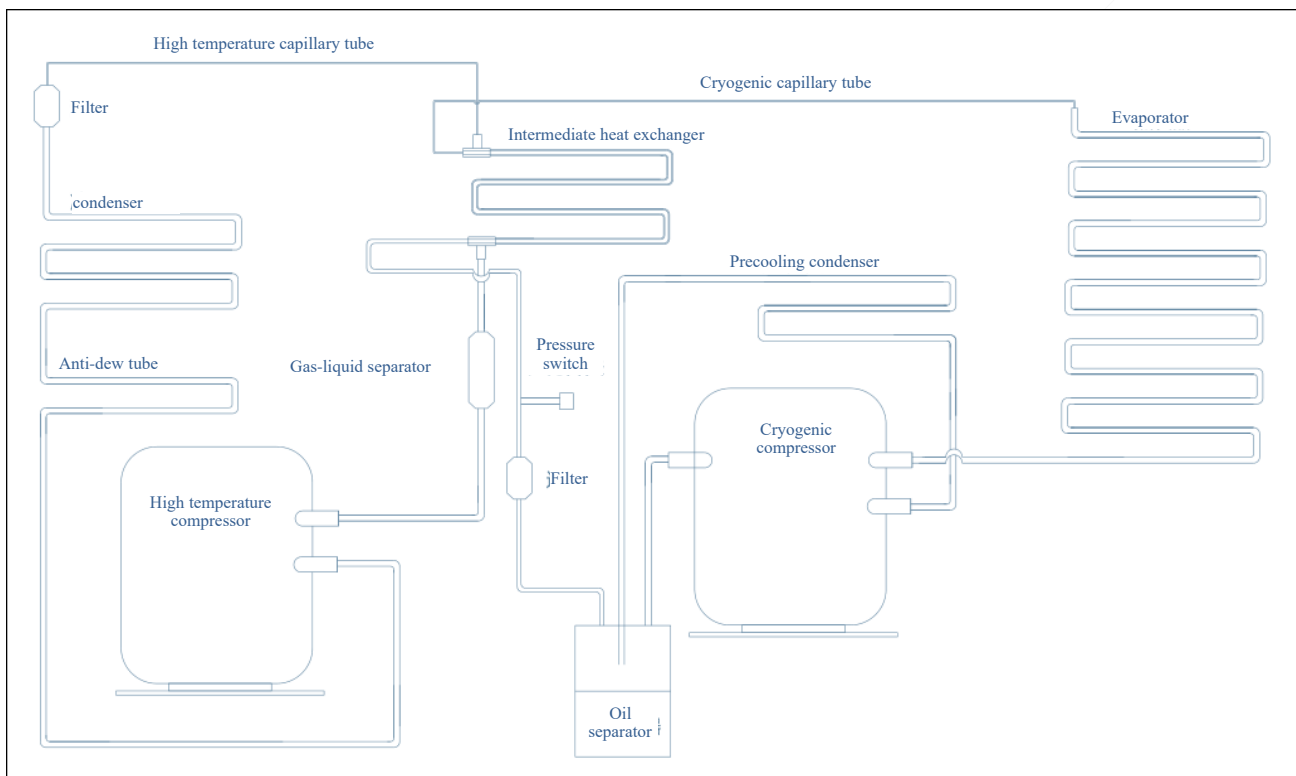 High temperature capillary tube
Cryogenic capillary tube
Filter
Evaporator
Intermediate heat exchanger
condenser
Precooling condenser
Anti-dew tube
Gas-liquid separator
Pressure
switch
Cryogenic
compressor
Filter
High temperature
compressor
Oil
separator